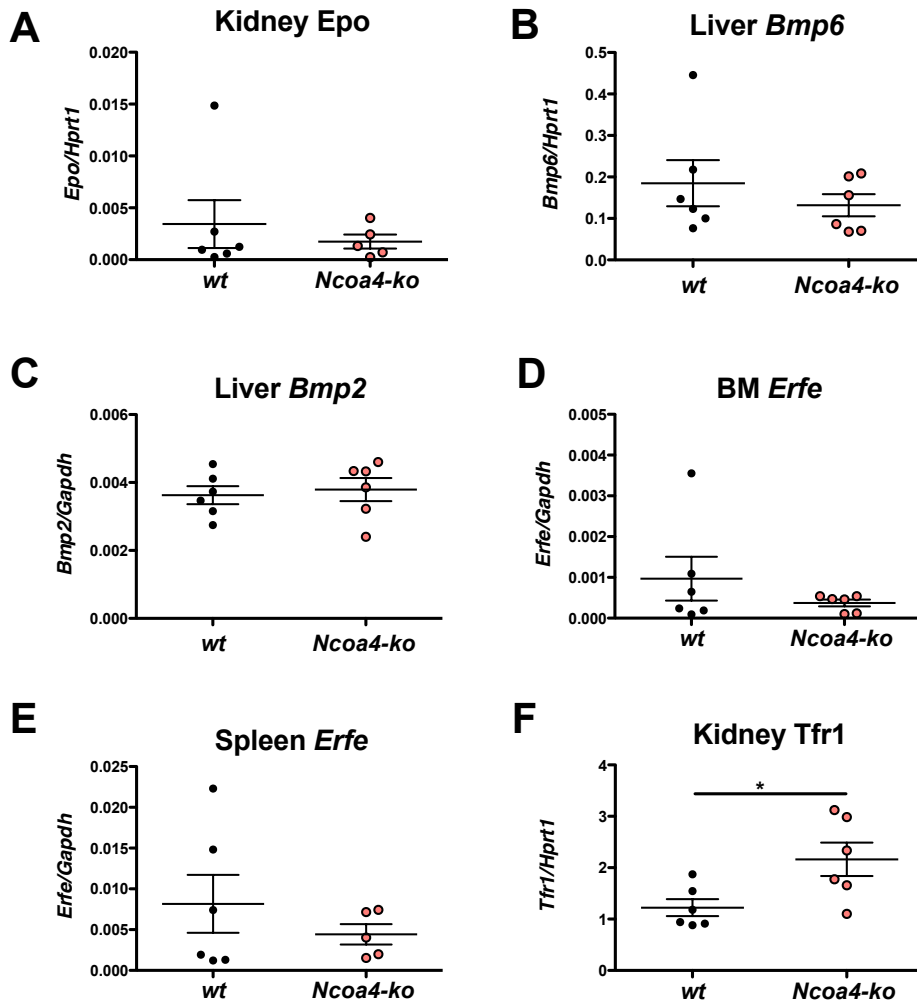 A
Kidney Epo
Epo/Hprt1
0.020
0.015
0.010
0.005
0.000
wt
Ncoa4-ko
B
Liver Bmp6
Bmp6/Hprt1
0.5
0.4
0.3
0.2
0.1
0.0
wt
Ncoa4-ko
C
Liver Bmp2
Bmp2/Gapdh
0.006
0.004
0.002
0.000
wt
Ncoa4-ko
D
BM Erfe
Erfe/Gapdh
0.005
0.004
0.003
0.002
0.001
0.000
wt
Ncoa4-ko
E
Spleen Erfe
Erfe/Gapdh
0.025
0.020
0.015
0.010
0.005
0.000
wt
Ncoa4-ko
F
Kidney Tfr1
Tfr1/Hprt1
4
3
2
1
0
*
wt
Ncoa4-ko